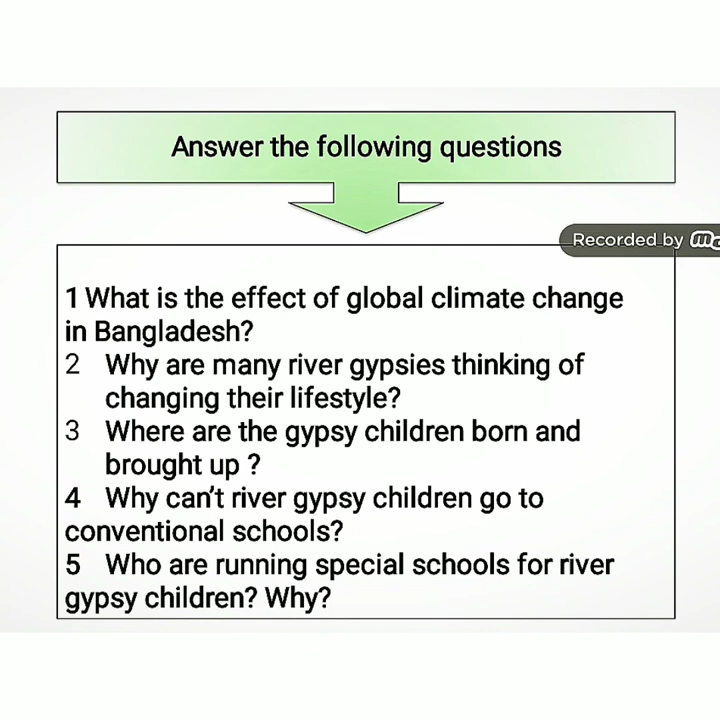 Answer the following questions
Recorded by
1 What is the effect of global climate change
in Bangladesh?
2 Why are many river gypsies thinking of
changing their lifestyle?
3 Where are the gypsy children born and
brought up ?
4 Why can't river gypsy children go to
conventional schools?
5 Who are running special schools for river
gypsy children? Why?